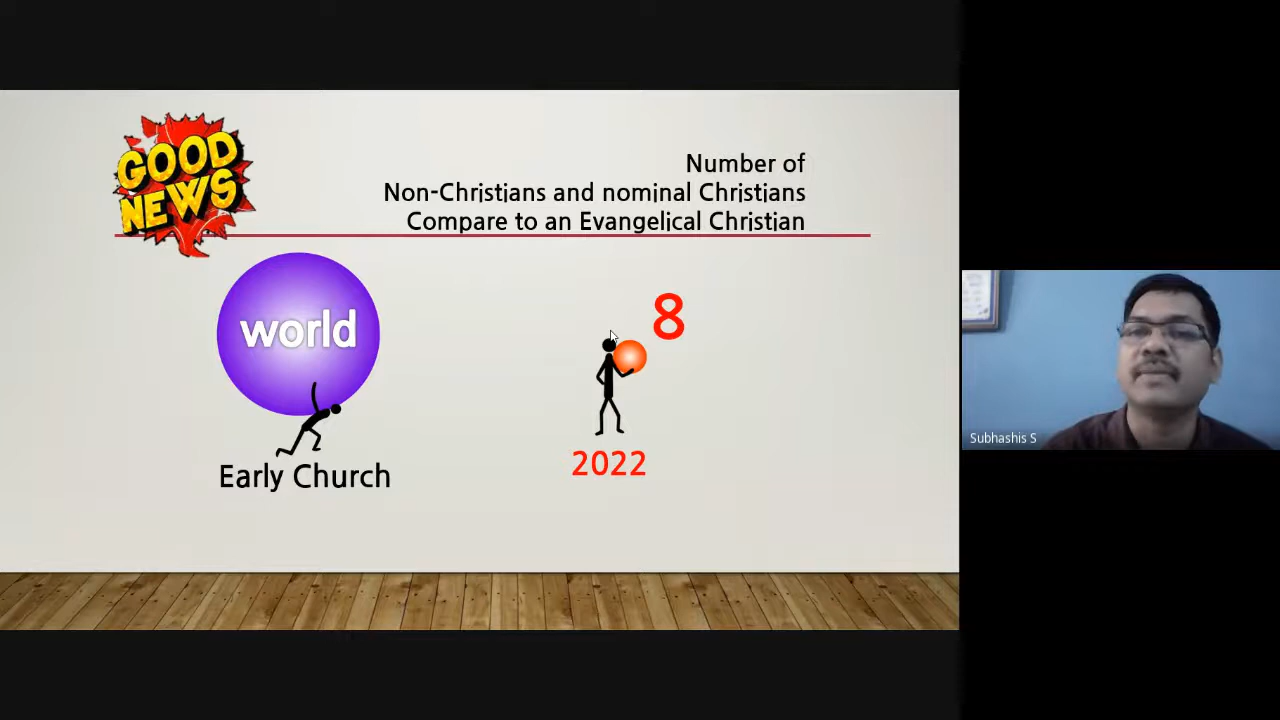 GOOD
NEWS
Number of
Non-Christians and nominal Christians
Compare to an Evangelical Christian
world
8
Early Church
2022
Subhashis S